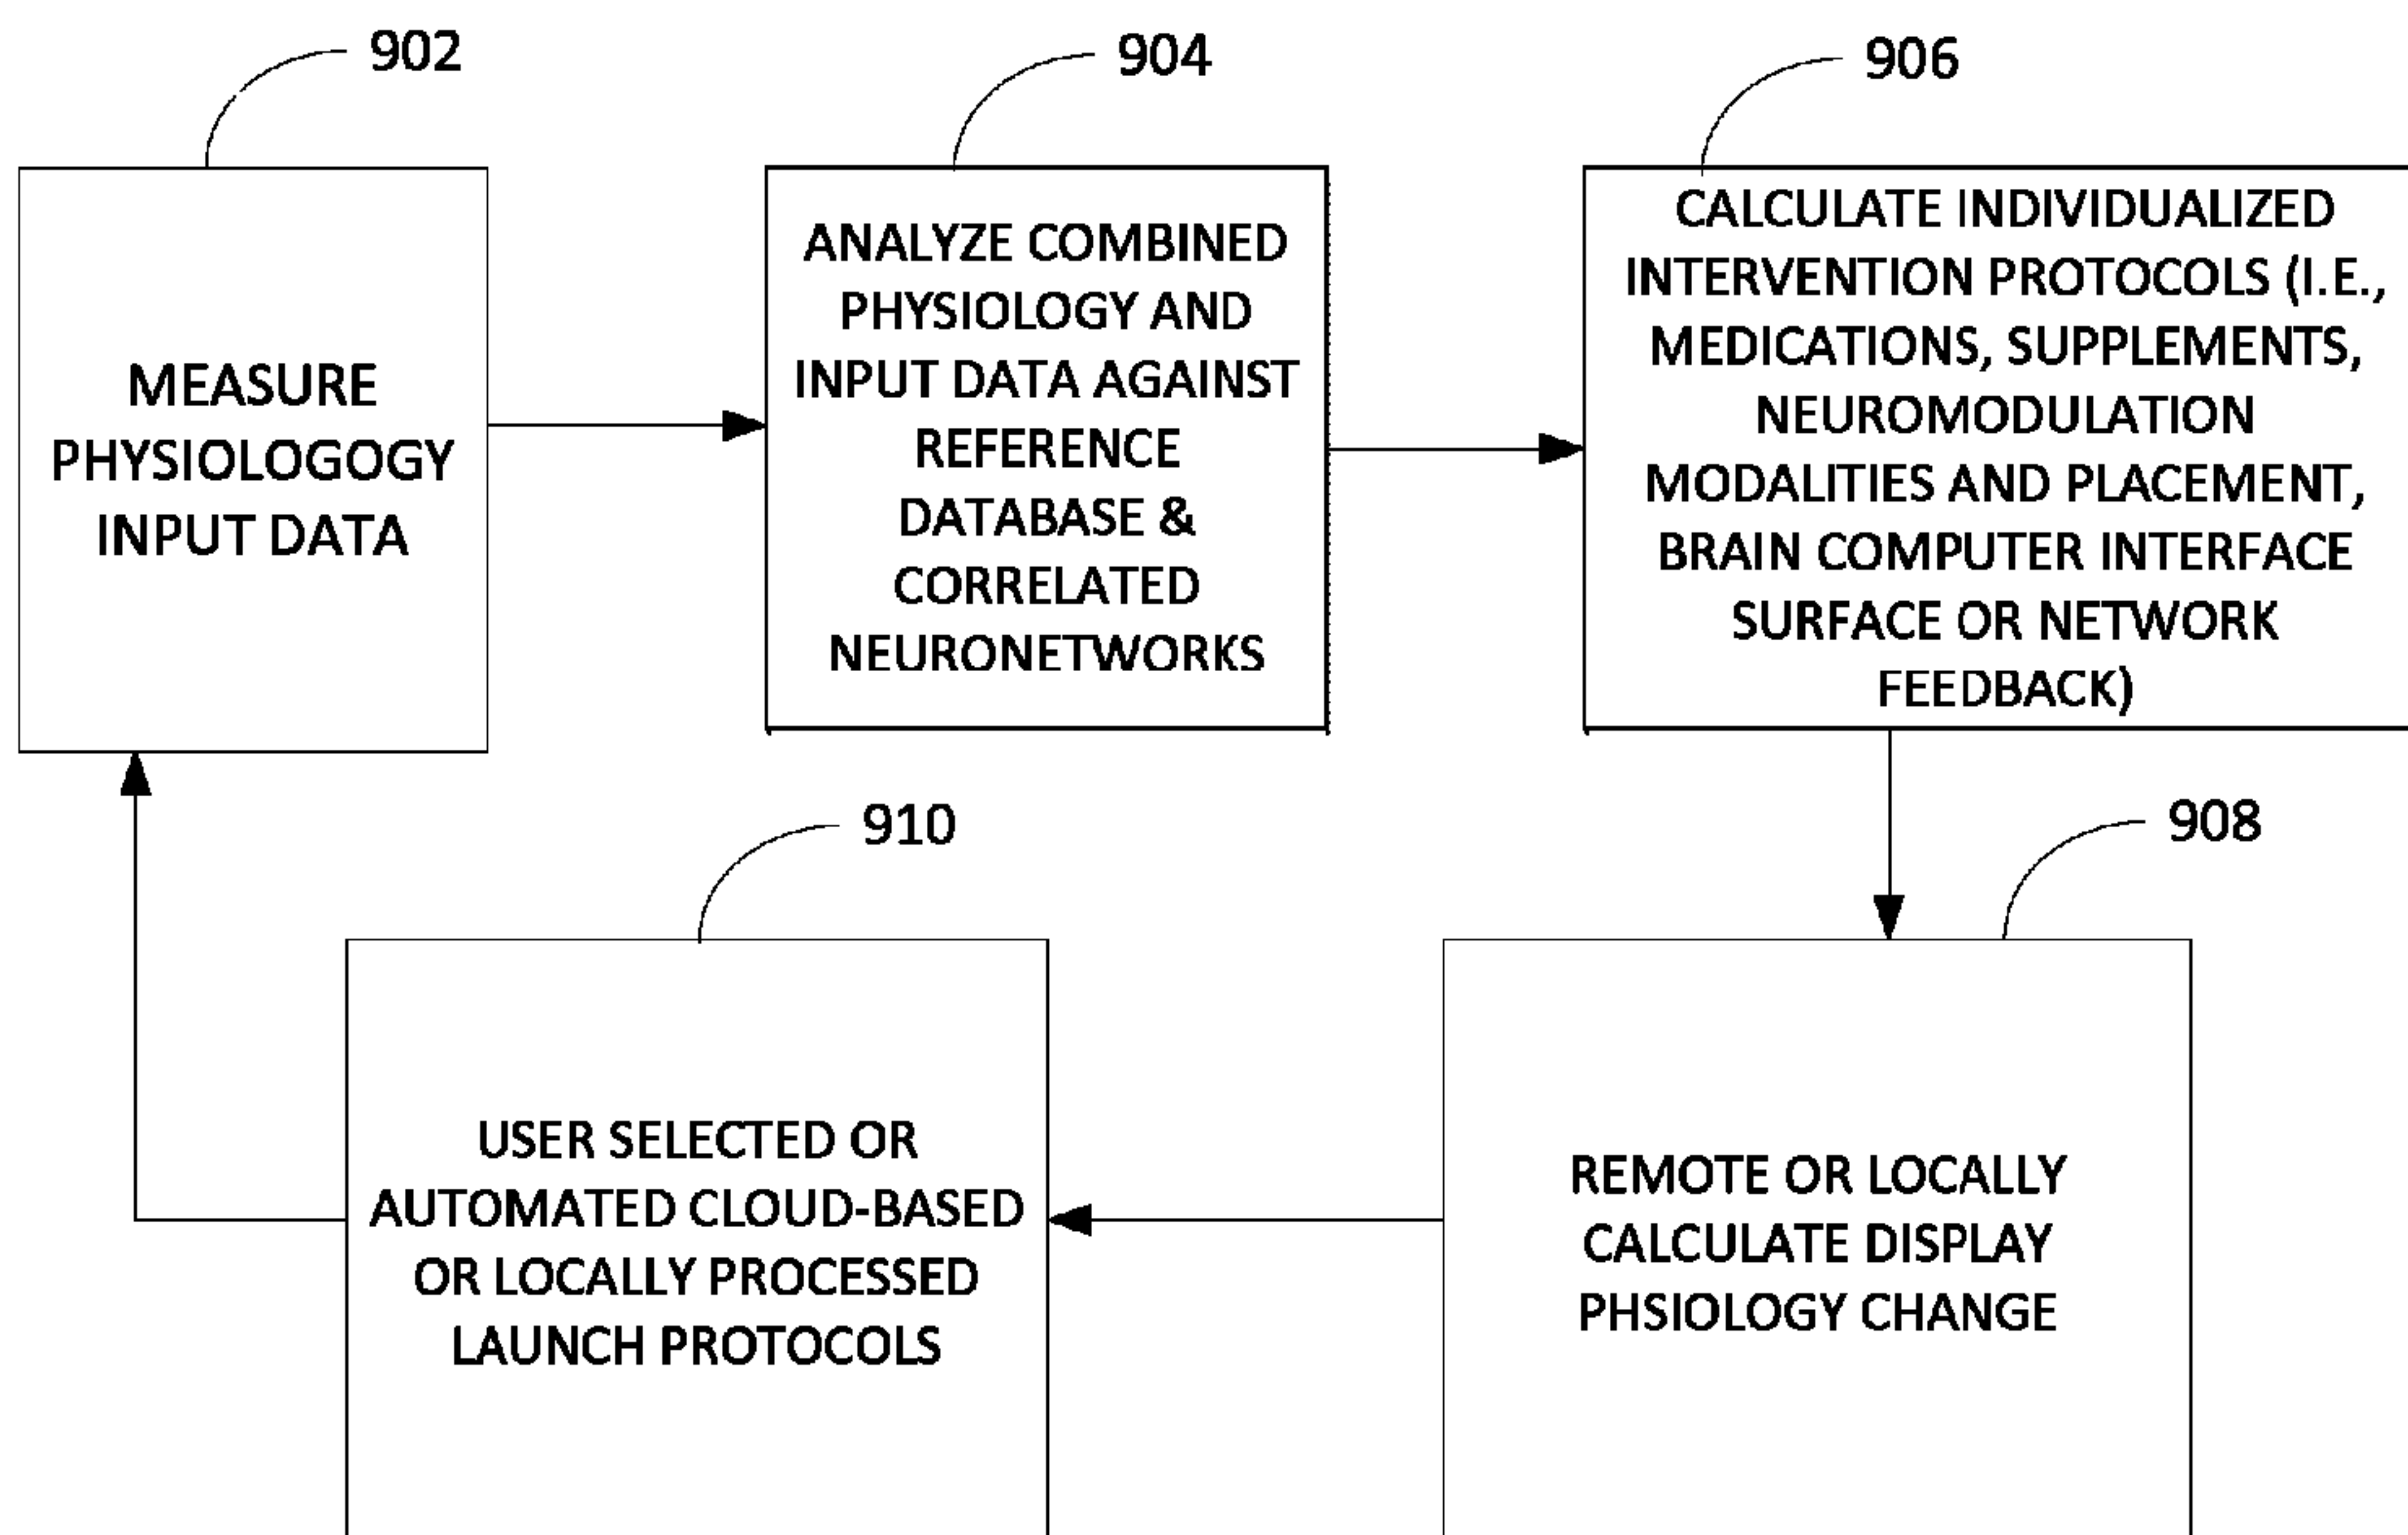 902
MEASURE
PHYSIOLOGOGY
INPUT DATA
904
ANALYZE COMBINED
PHYSIOLOGY AND
INPUT DATA AGAINST
REFERENCE
DATABASE &
CORRELATED
NEURONETWORKS
906
CALCULATE INDIVIDUALIZED
INTERVENTION PROTOCOLS (I.E.,
MEDICATIONS, SUPPLEMENTS,
NEUROMODULATION
MODALITIES AND PLACEMENT,
BRAIN COMPUTER INTERFACE
SURFACE OR NETWORK
FEEDBACK)
908
REMOTE OR LOCALLY
CALCULATE DISPLAY
PHSIOLOGY CHANGE
910
USER SELECTED OR
AUTOMATED CLOUD-BASED
OR LOCALLY PROCESSED
LAUNCH PROTOCOLS